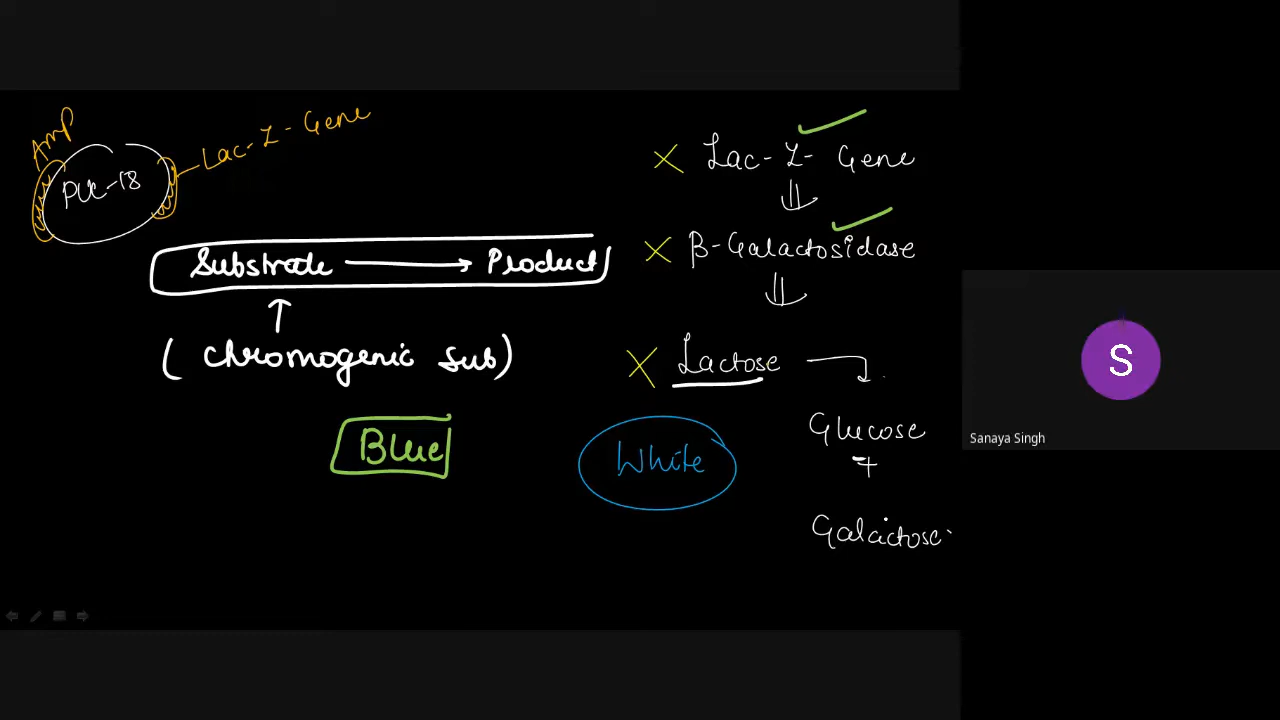 Amp
PUC-18
Lac-Z-Gene
Substrate → Product
↑
(Chromogenic Sub)
Blue
× Lac-Z-Gene ✓
⇓
× β-Galactosidase ✓
⇓
× Lactose
White
Glucose
+
Galactose
S
Sanaya Singh